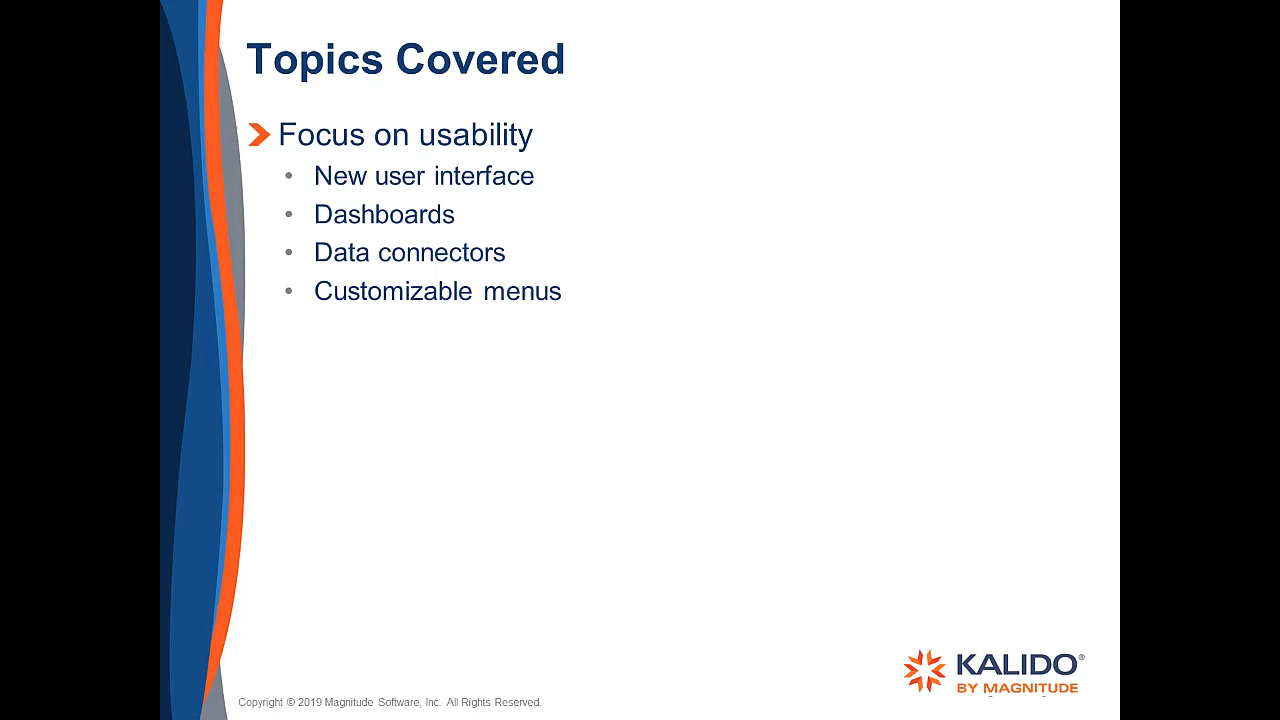 Topics Covered
Focus on usability
• New user interface
• Dashboards
• Data connectors
• Customizable menus
KALIDO®
BY MAGNITUDE
Copyright © 2019 Magnitude Software, Inc. All Rights Reserved.